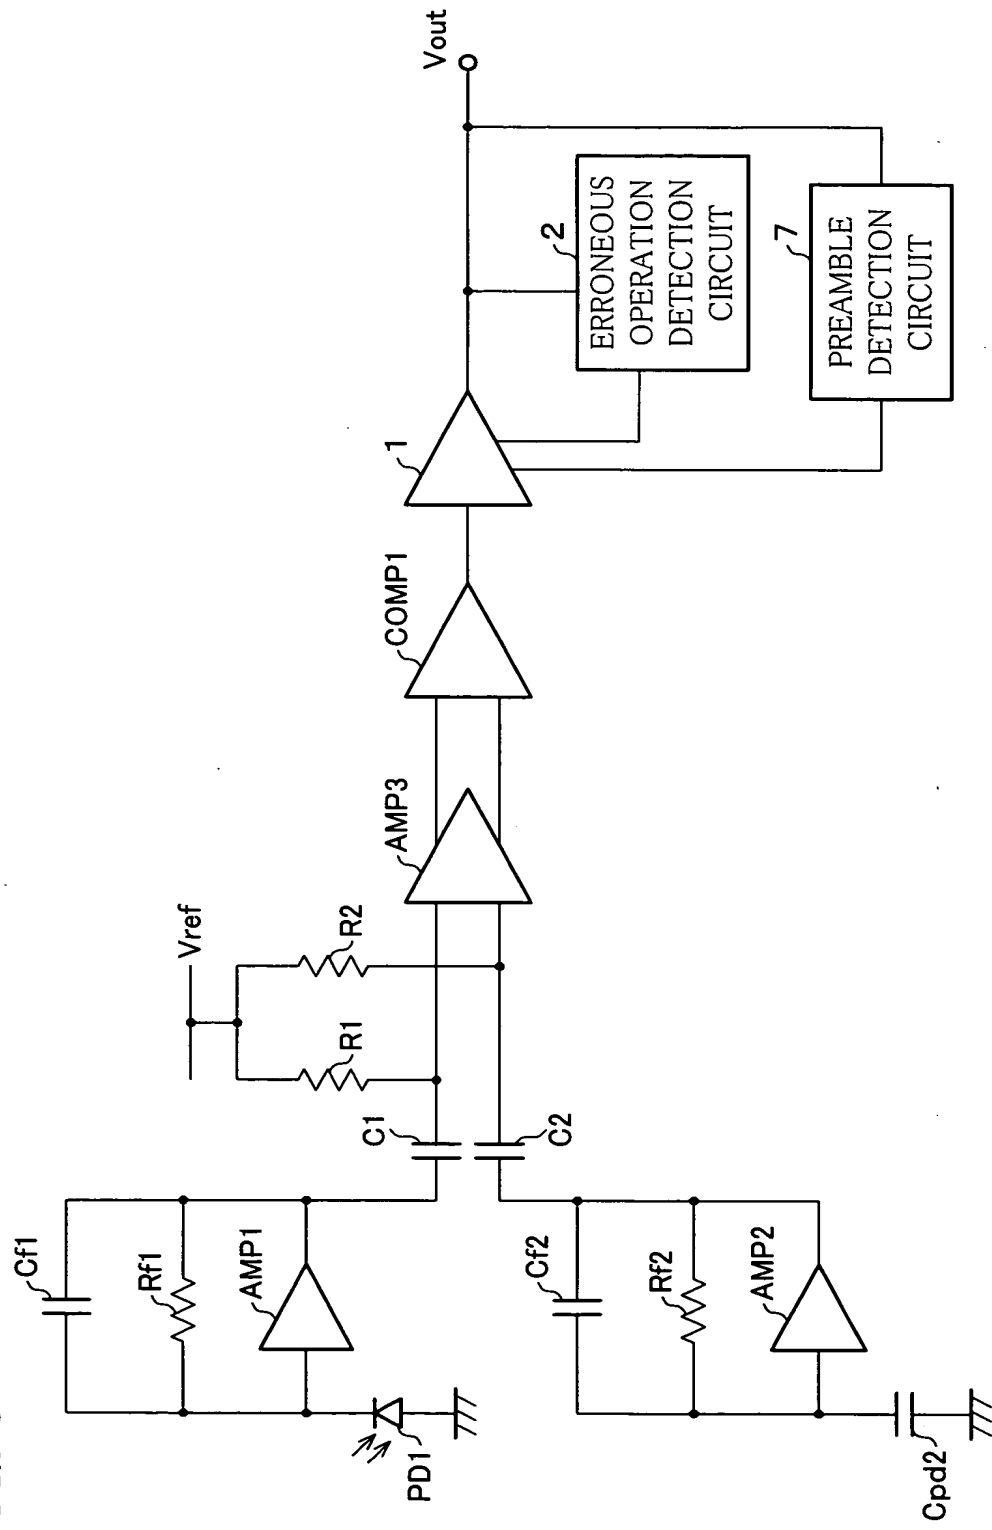 Cf1
Rf1
AMP1
PD1
Cf2
Rf2
AMP2
Cpd2
C1
C2
Vref
R1
R2
AMP3
COMP1
1
2
ERRONEOUS
OPERATION
DETECTION
CIRCUIT
7
PREAMBLE
DETECTION
CIRCUIT
Vout